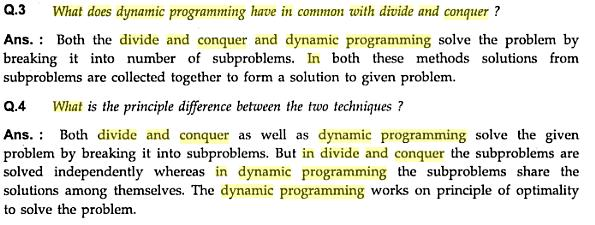 Q.3 What does dynamic programming have in common with divide and conquer ?
Ans. : Both the divide and conquer and dynamic programming solve the problem by
breaking it into number of subproblems. In both these methods solutions from
subproblems are collected together to form a solution to given problem.
Q.4 What is the principle difference between the two techniques ?
Ans. : Both divide and conquer as well as dynamic programming solve the given
problem by breaking it into subproblems. But in divide and conquer the subproblems are
solved independently whereas in dynamic programming the subproblems share the
solutions among themselves. The dynamic programming works on principle of optimality
to solve the problem.